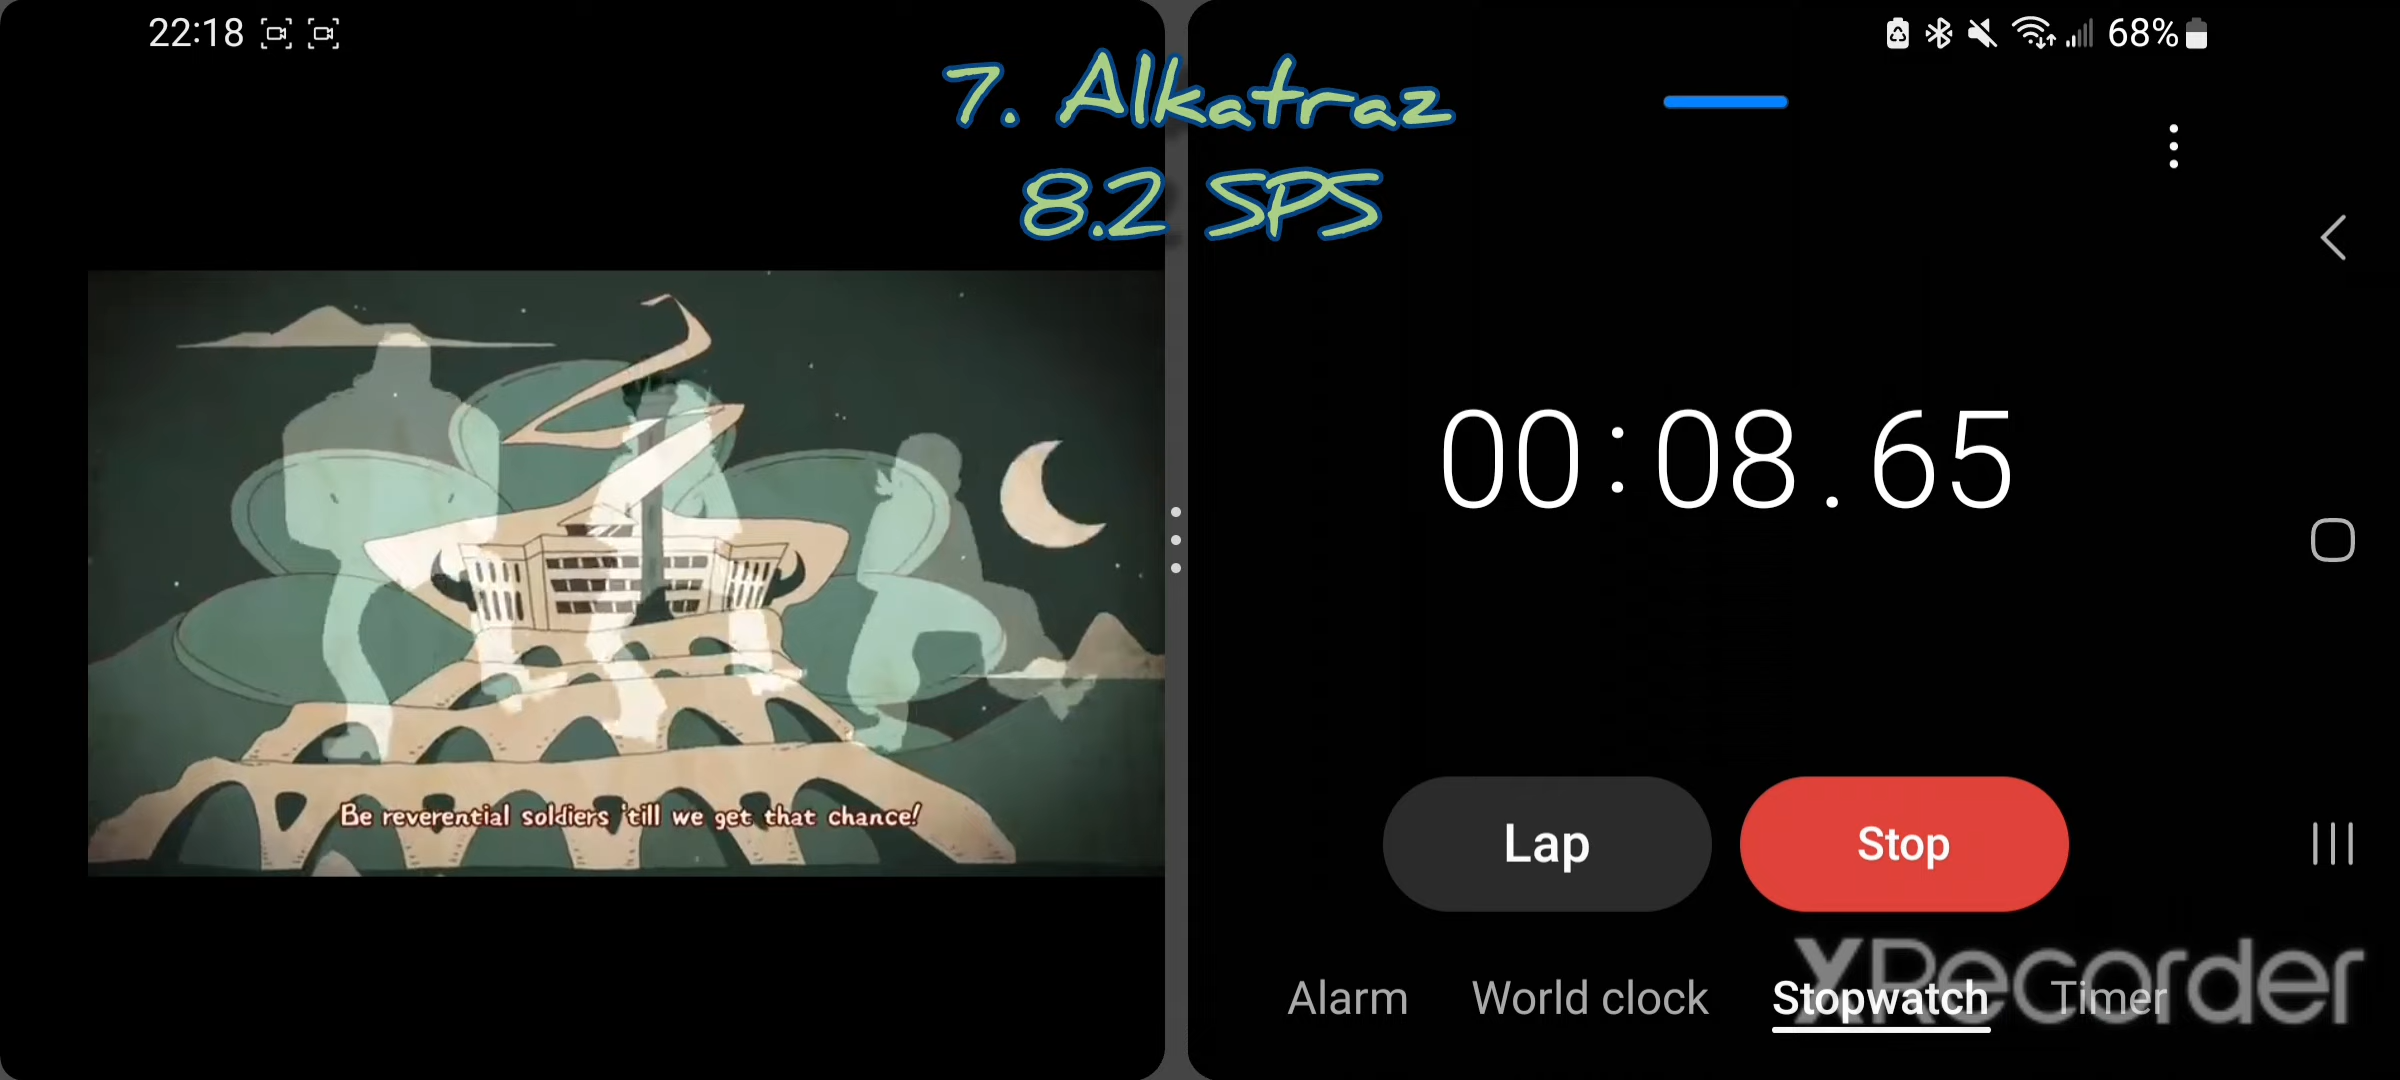 22:18
68%
7. Alkatraz
8.2 SPS
00:08.65
Be reverential soldiers 'till we get that chance!
Lap
Stop
Alarm
World clock
Stopwatch
Timer
XRecorder